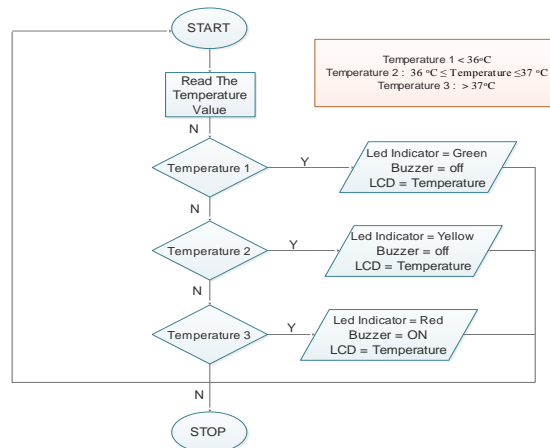 START
Temperature 1 < 36°C
Temperature 2 : 36 °C ≤ Temperature ≤37 °C
Temperature 3 : > 37°C
Read The
Temperature
Value
N
Temperature 1
Y
Led Indicator = Green
Buzzer = off
LCD = Temperature
N
Temperature 2
Y
Led Indicator = Yellow
Buzzer = off
LCD = Temperature
N
Temperature 3
Y
Led Indicator = Red
Buzzer = ON
LCD = Temperature
N
STOP